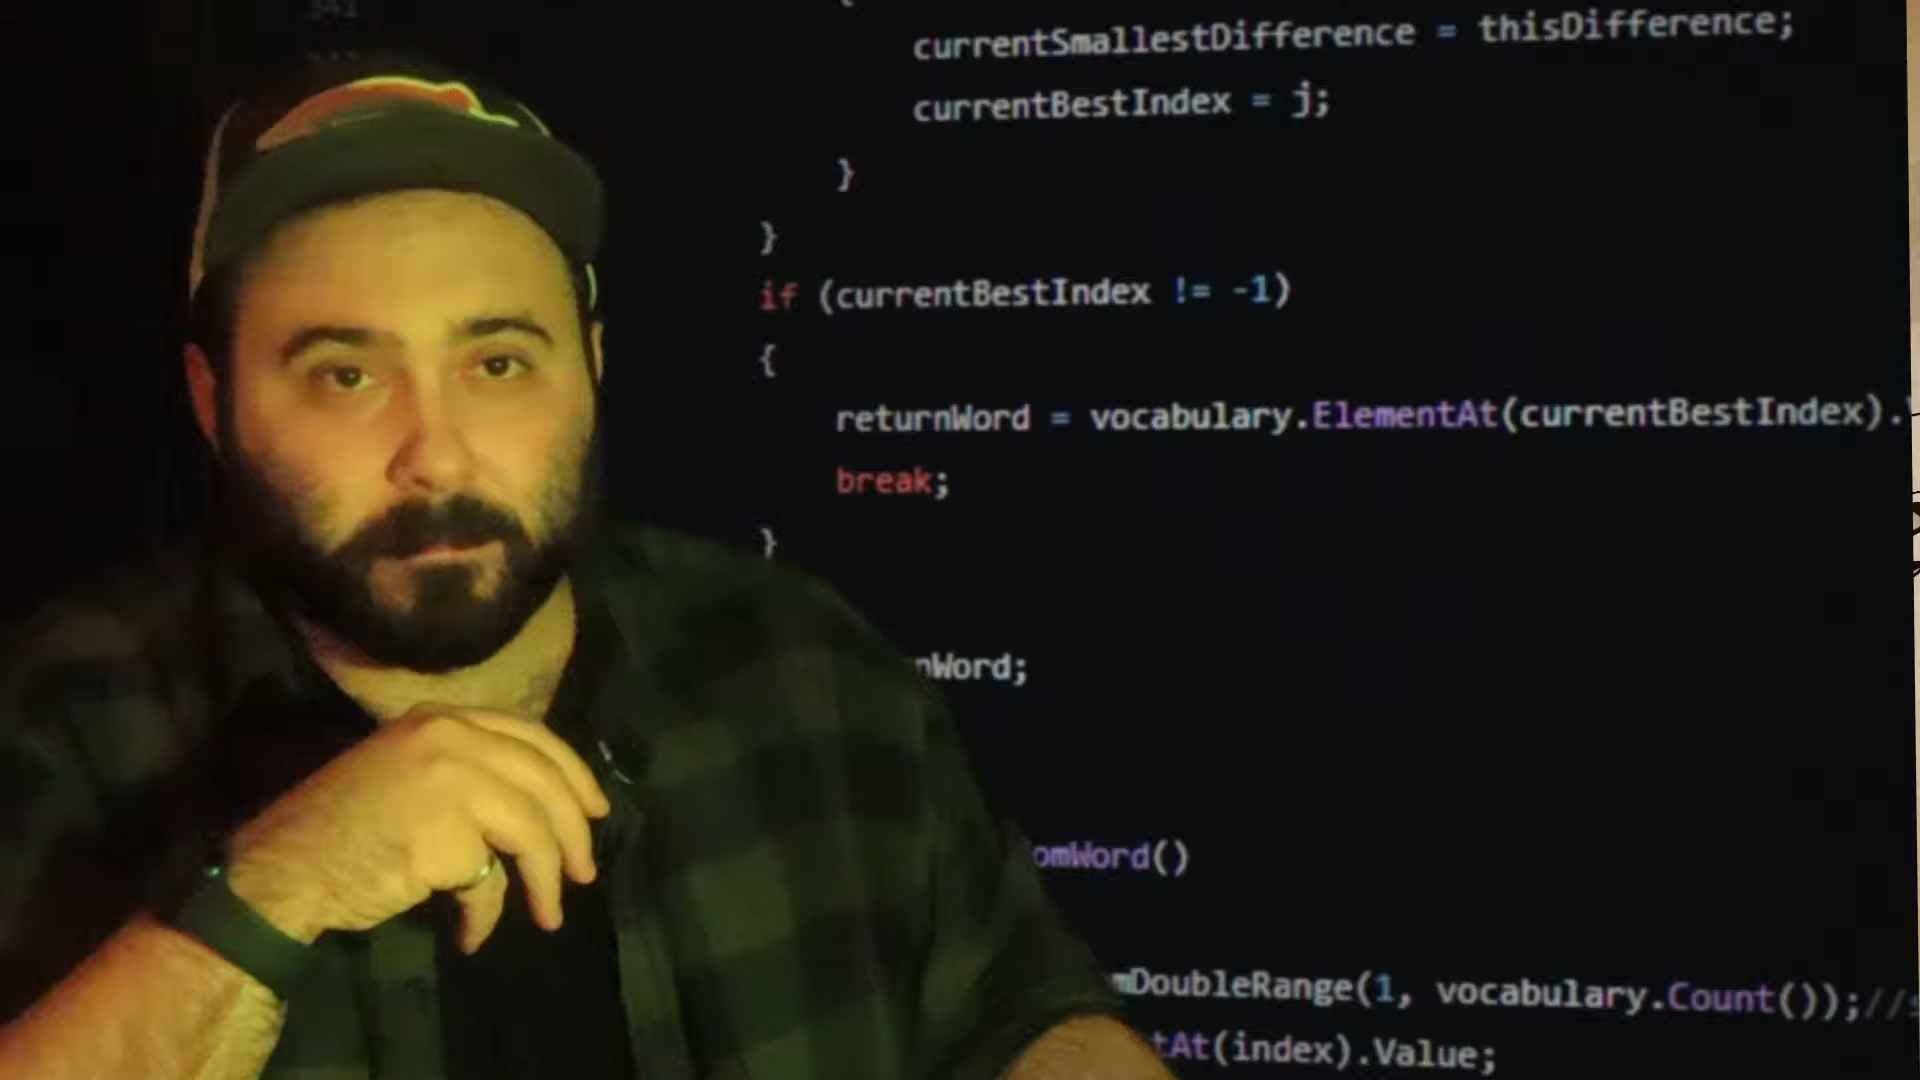 341
{
currentSmallestDifference = thisDifference;
currentBestIndex = j;
}
}
if (currentBestIndex != -1)
{
returnWord = vocabulary.ElementAt(currentBestIndex).
break;
}
nWord;
omWord()
mDoubleRange(1, vocabulary.Count());//
tAt(index).Value;